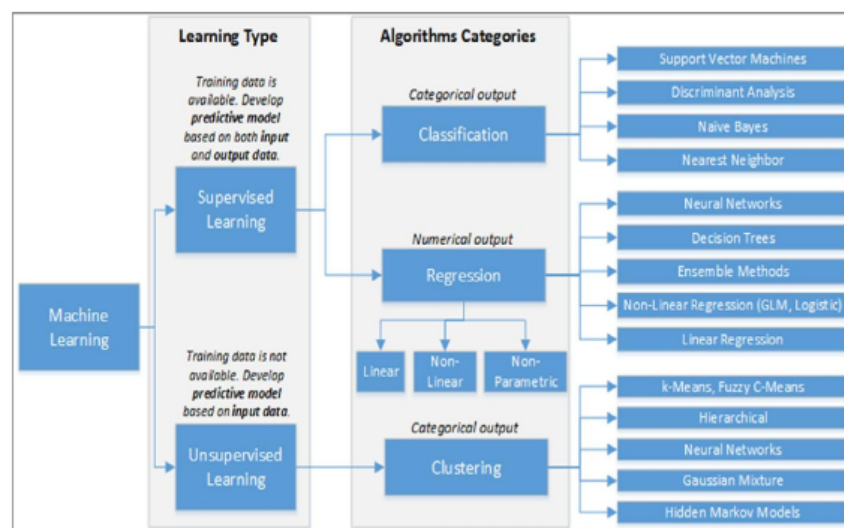 Learning Type
Algorithms Categories
Training data is
available. Develop
predictive model
based on both input
and output data.
Supervised
Learning
Machine
Learning
Training data is not
available. Develop
predictive model
based on input data.
Unsupervised
Learning
Categorical output
Classification
Numerical output
Regression
Linear
Non-
Linear
Non-
Parametric
Categorical output
Clustering
Support Vector Machines
Discriminant Analysis
Naive Bayes
Nearest Neighbor
Neural Networks
Decision Trees
Ensemble Methods
Non-Linear Regression (GLM, Logistic)
Linear Regression
k-Means, Fuzzy C-Means
Hierarchical
Neural Networks
Gaussian Mixture
Hidden Markov Models